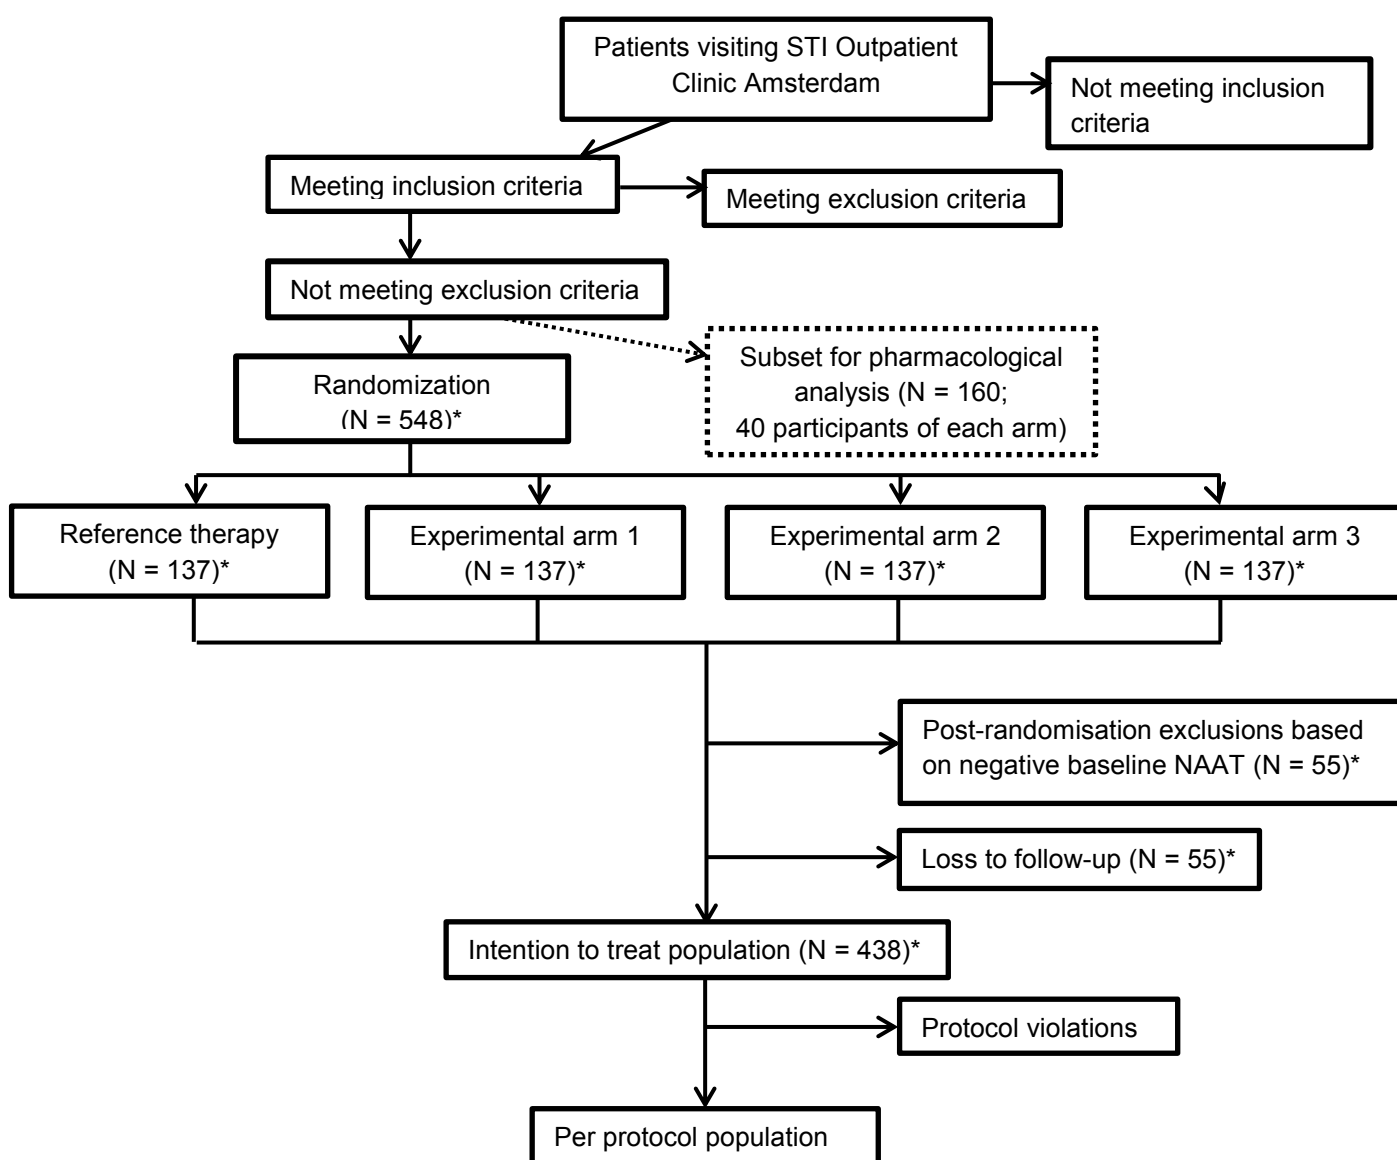 Patients visiting STI Outpatient
Clinic Amsterdam
Not meeting inclusion
criteria
Meeting inclusion criteria
Meeting exclusion criteria
Not meeting exclusion criteria
Subset for pharmacological
analysis (N = 160;
40 participants of each arm)
Randomization
(N = 548)*
Reference therapy
(N = 137)*
Experimental arm 1
(N = 137)*
Experimental arm 2
(N = 137)*
Experimental arm 3
(N = 137)*
Post-randomisation exclusions based
on negative baseline NAAT (N = 55)*
Loss to follow-up (N = 55)*
Intention to treat population (N = 438)*
Protocol violations
Per protocol population